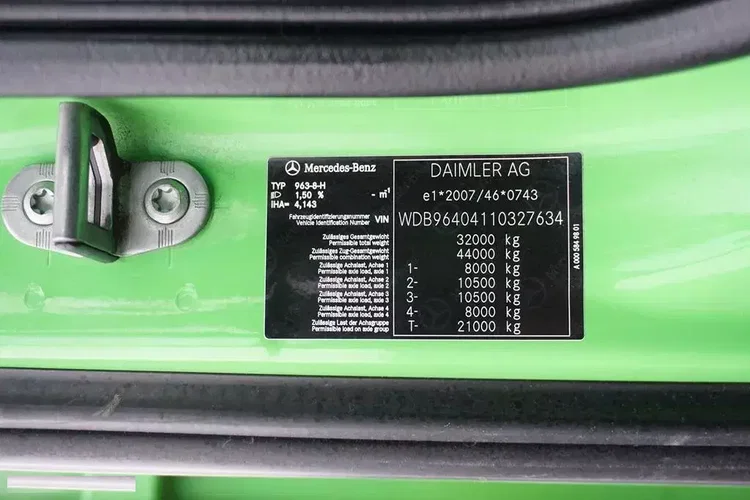 Mercedes-Benz
TYP 963-8-H
1,50 % - m⁻¹
IHA= 4,143
DAIMLER AG
e1*2007/46*0743
Fahrzeugidentifizierungsnummer
Vehicle Identification Number VIN WDB96404110327634
Zulässiges Gesamtgewicht
Permissible total weight 32000 kg
Zulässiges Zug-Gesamtgewicht
Permissible combination weight 44000 kg
Zulässige Achslast, Achse 1
Permissible axle load, axle 1 1- 8000 kg
Zulässige Achslast, Achse 2
Permissible axle load, axle 2 2- 10500 kg
Zulässige Achslast, Achse 3
Permissible axle load, axle 3 3- 10500 kg
Zulässige Achslast, Achse 4
Permissible axle load, axle 4 4- 8000 kg
Zulässige Last der Achsgruppe
Permissible load on axle group T- 21000 kg
A 000 584 98 01